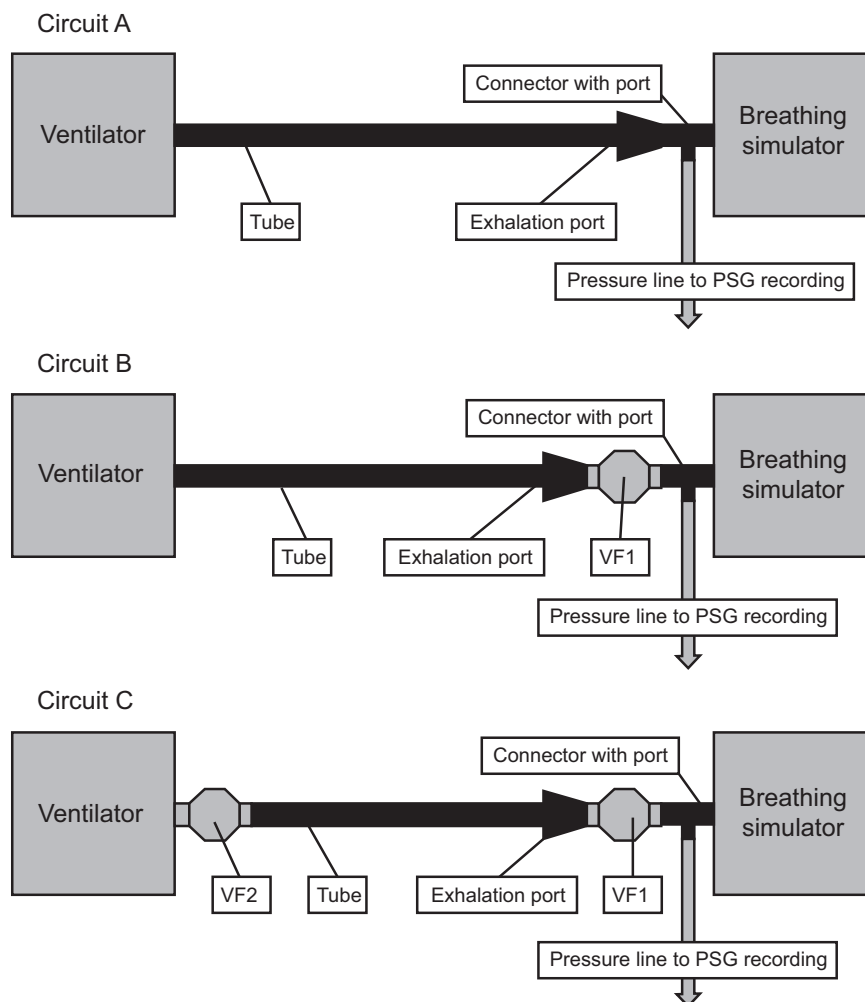 Circuit A
Connector with port
Ventilator
Breathing
simulator
Tube
Exhalation port
Pressure line to PSG recording
Circuit B
Connector with port
Ventilator
Breathing
simulator
Tube
Exhalation port
VF1
Pressure line to PSG recording
Circuit C
Connector with port
Ventilator
Breathing
simulator
VF2
Tube
Exhalation port
VF1
Pressure line to PSG recording